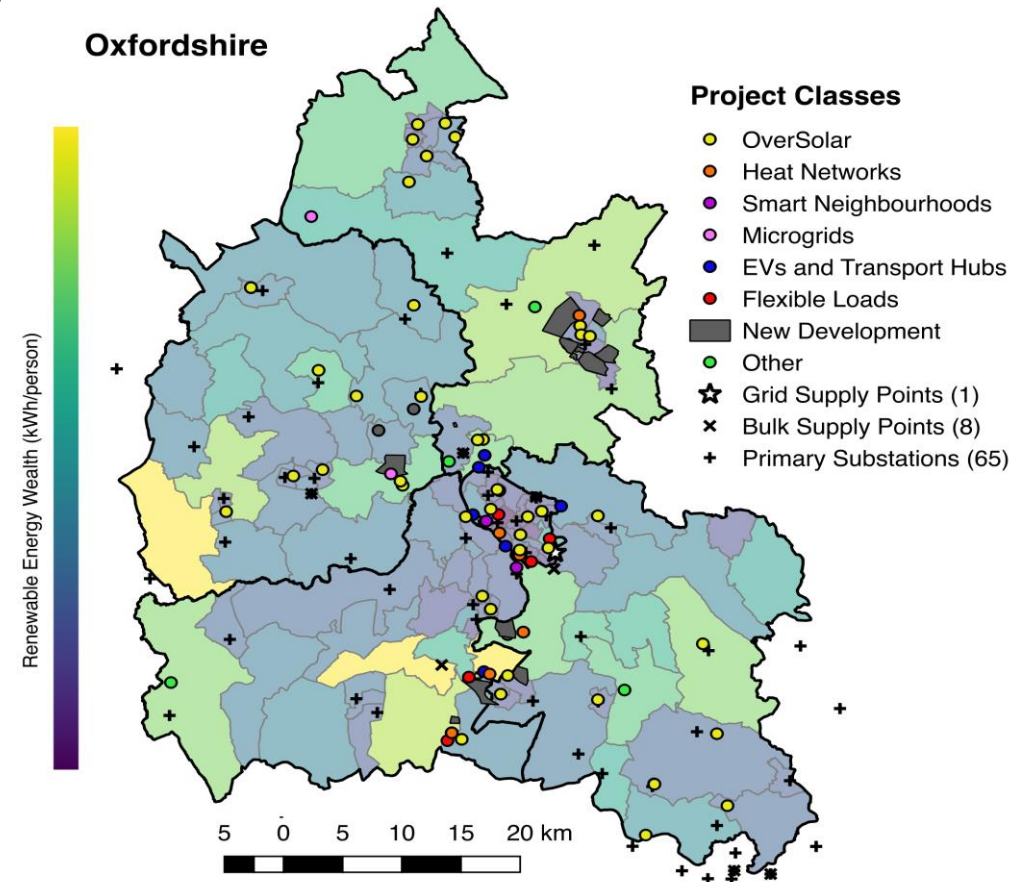 Oxfordshire
Renewable Energy Wealth (kWh/person)
Project Classes
OverSolar
Heat Networks
Smart Neighbourhoods
Microgrids
EVs and Transport Hubs
Flexible Loads
New Development
Other
Grid Supply Points (1)
Bulk Supply Points (8)
Primary Substations (65)
5 0 5 10 15 20 km